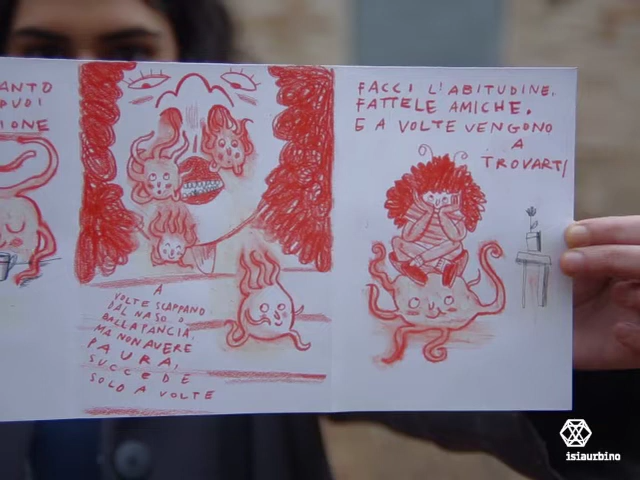 ANTO
PUOI
IONE
A
VOLTE SCAPPANO
DAL NASO O
DALLA PANCIA,
MA NON AVERE
PAURA,
SUCCEDE
SOLO A VOLTE
FACCI L'ABITUDINE,
FATTELE AMICHE,
E A VOLTE VENGONO
A
TROVARTI
isiaurbino